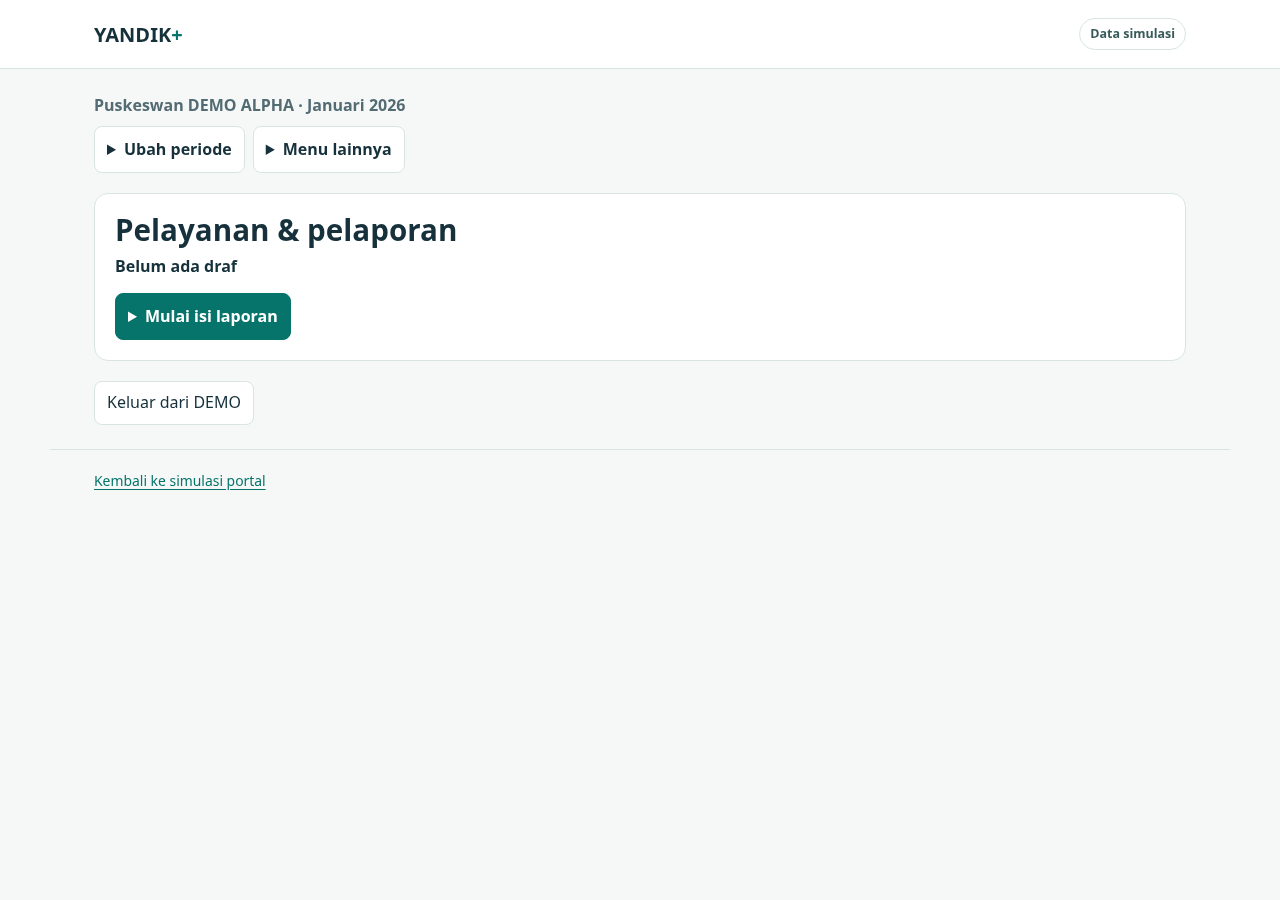 YANDIK+
Data simulasi
Puskeswan DEMO ALPHA · Januari 2026
Ubah periode
Menu lainnya
Pelayanan & pelaporan
Belum ada draf
Mulai isi laporan
Keluar dari DEMO
Kembali ke simulasi portal